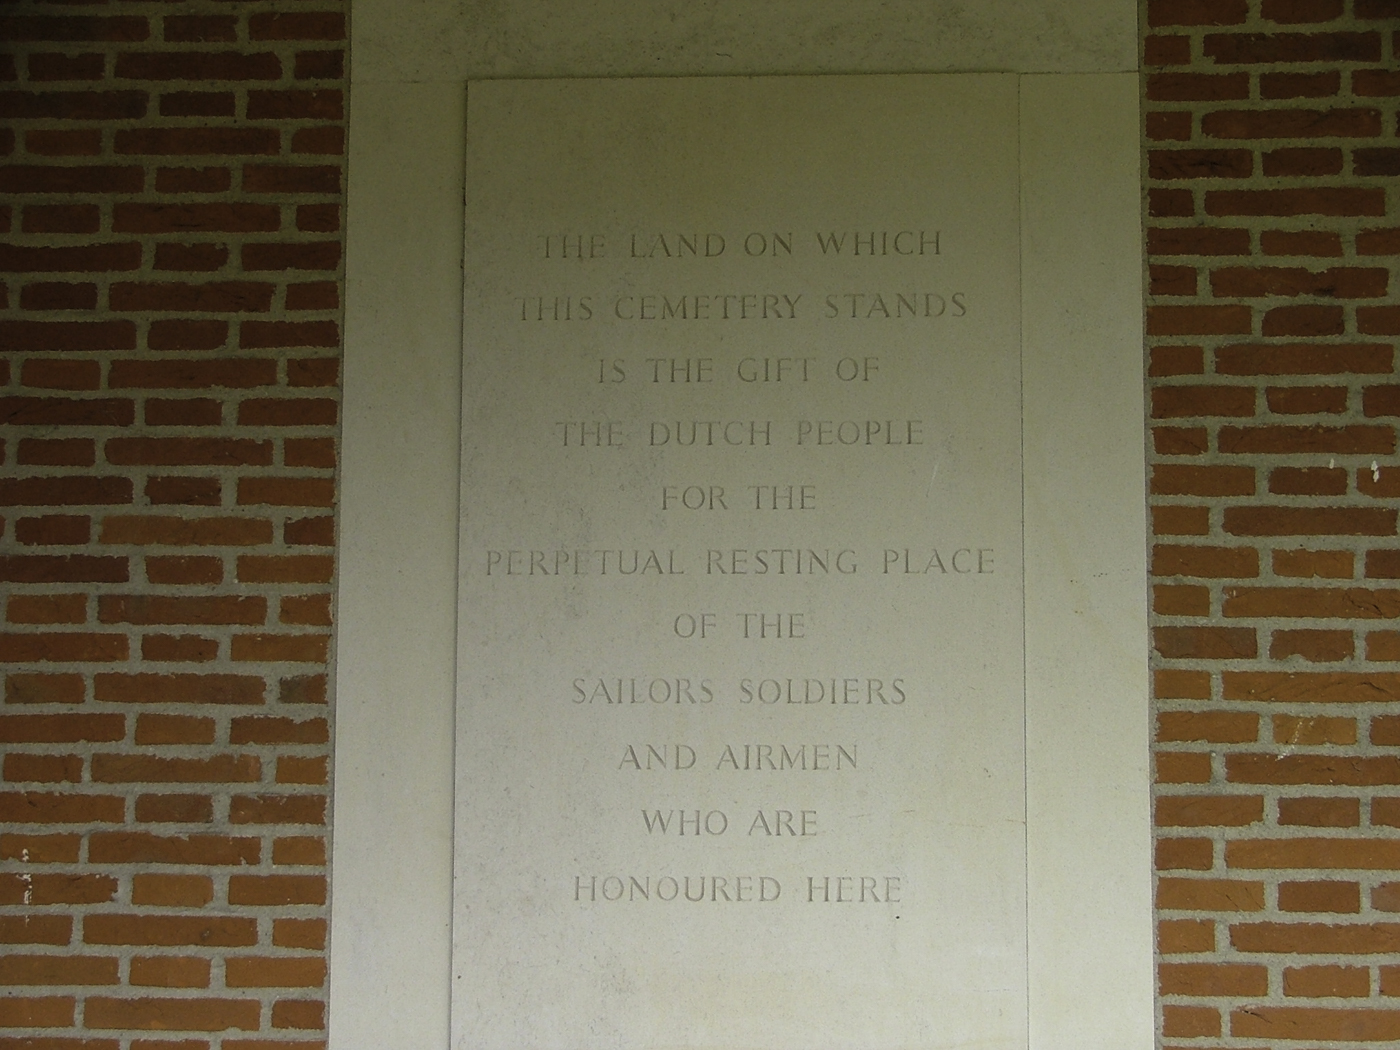 THE LAND ON WHICH
THIS CEMETERY STANDS
IS THE GIFT OF
THE DUTCH PEOPLE
FOR THE
PERPETUAL RESTING PLACE
OF THE
SAILORS SOLDIERS
AND AIRMEN
WHO ARE
HONOURED HERE